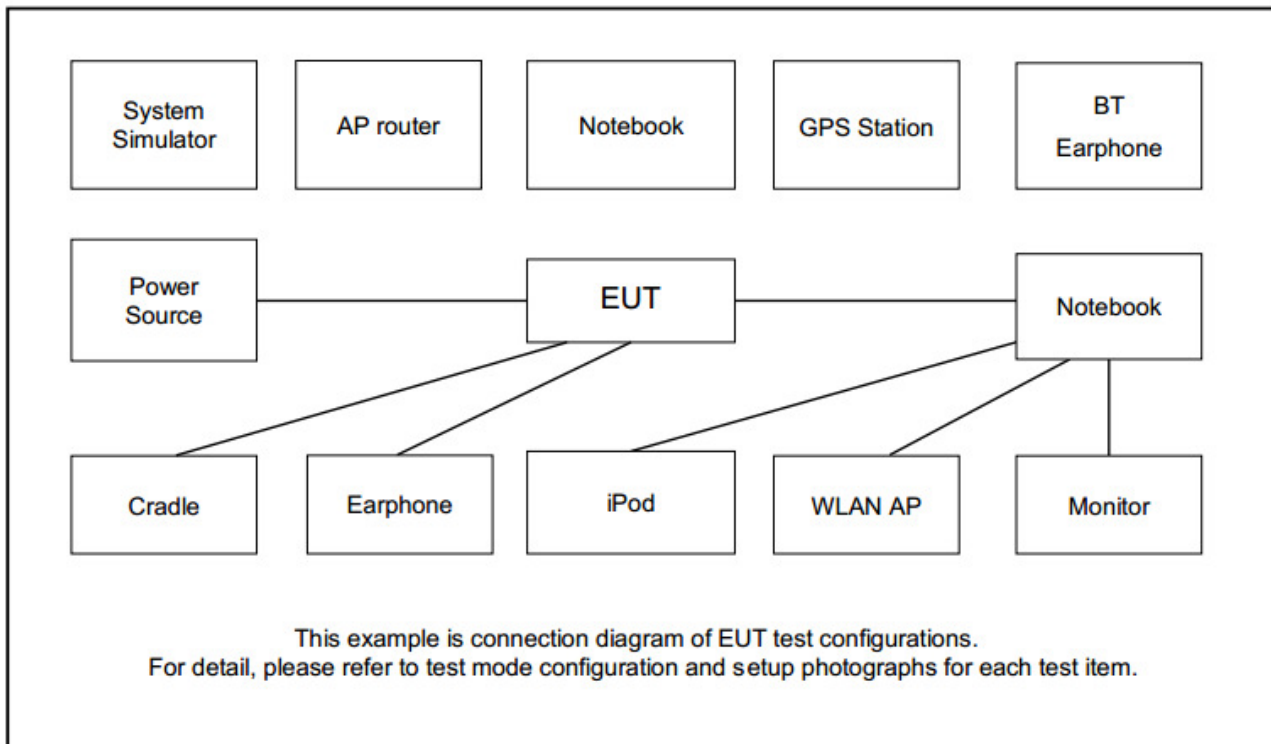 System
Simulator
AP router
Notebook
GPS Station
BT
Earphone
Power
Source
EUT
Notebook
Cradle
Earphone
iPod
WLAN AP
Monitor
This example is connection diagram of EUT test configurations.
For detail, please refer to test mode configuration and setup photographs for each test item.